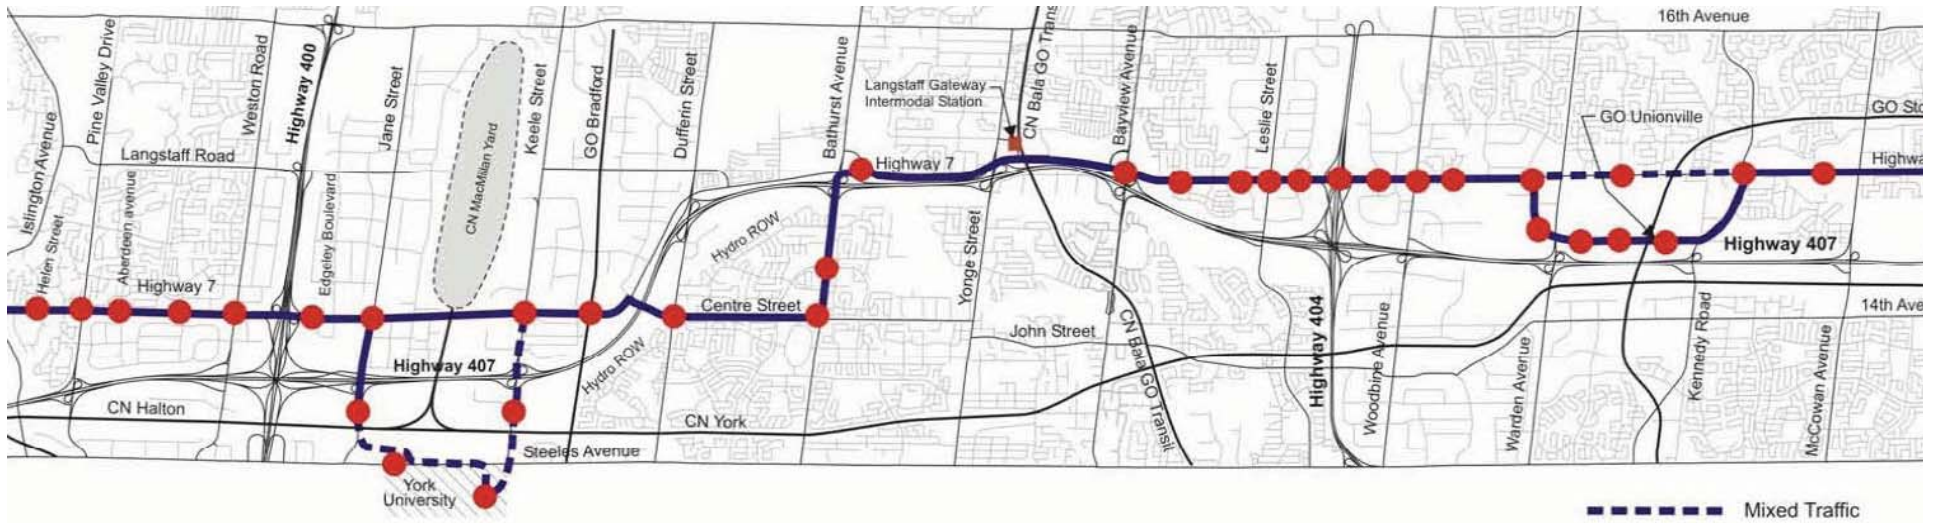 16th Avenue
Pine Valley Drive
Weston Road
Highway 400
Jane Street
CN MacMilan Yard
Keele Street
GO Bradford
Dufferin Street
Bathurst Avenue
Langstaff Gateway
Intermodal Station
CN Bala GO Trans
Bayview Avenue
Leslie Street
GO Unionville
GO Sto
Islington Avenue
Langstaff Road
Highway 7
Highwa
Helen Street
Aberdeen avenue
Edgeley Boulevard
Hydro ROW
Yonge Street
Highway 407
Highway 7
Centre Street
14th Ave
John Street
Highway 404
Woodbine Avenue
Warden Avenue
Kennedy Road
McCowan Avenue
CN Bala GO Transit
Highway 407
Hydro ROW
CN Halton
CN York
Steeles Avenue
York
University
Mixed Traffic